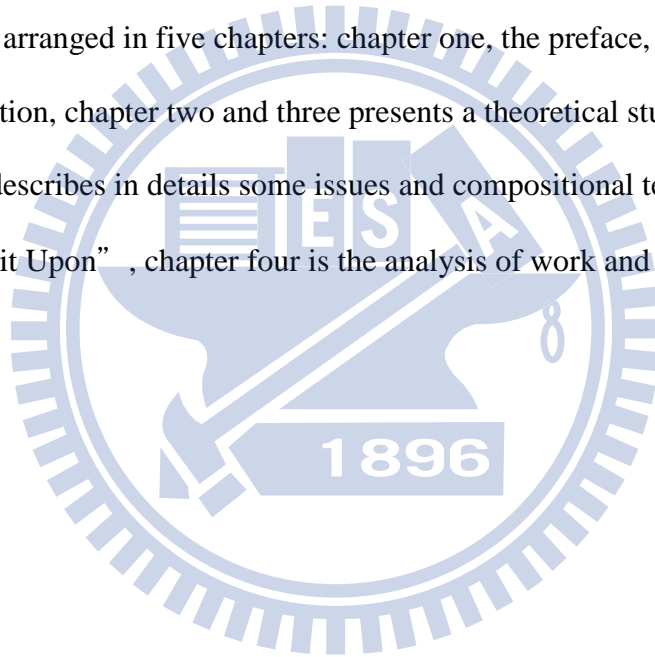 arranged in five chapters: chapter one, the preface,
tion, chapter two and three presents a theoretical stu
describes in details some issues and compositional te
it Upon” , chapter four is the analysis of work and
E S A
8
1896